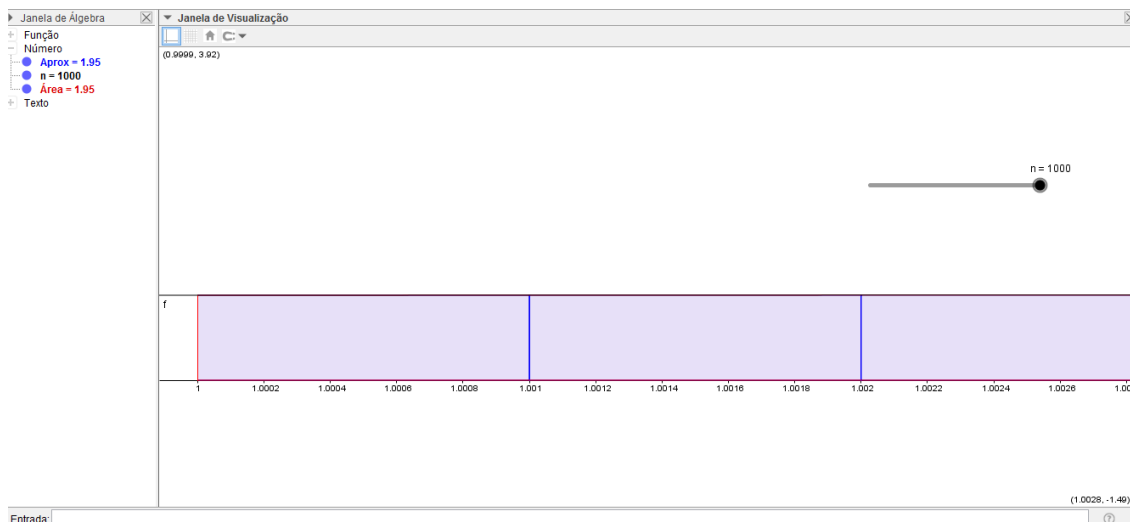 Janela de Álgebra
Função
Número
Aprox = 1.95
n = 1000
Área = 1.95
Texto
Janela de Visualização
(0.9999, 3.92)
n = 1000
f
1 1.0002 1.0004 1.0006 1.0008 1.001 1.0012 1.0014 1.0016 1.0018 1.002 1.0022 1.0024 1.0026 1.00
(1.0028, -1.49)
Entrada: